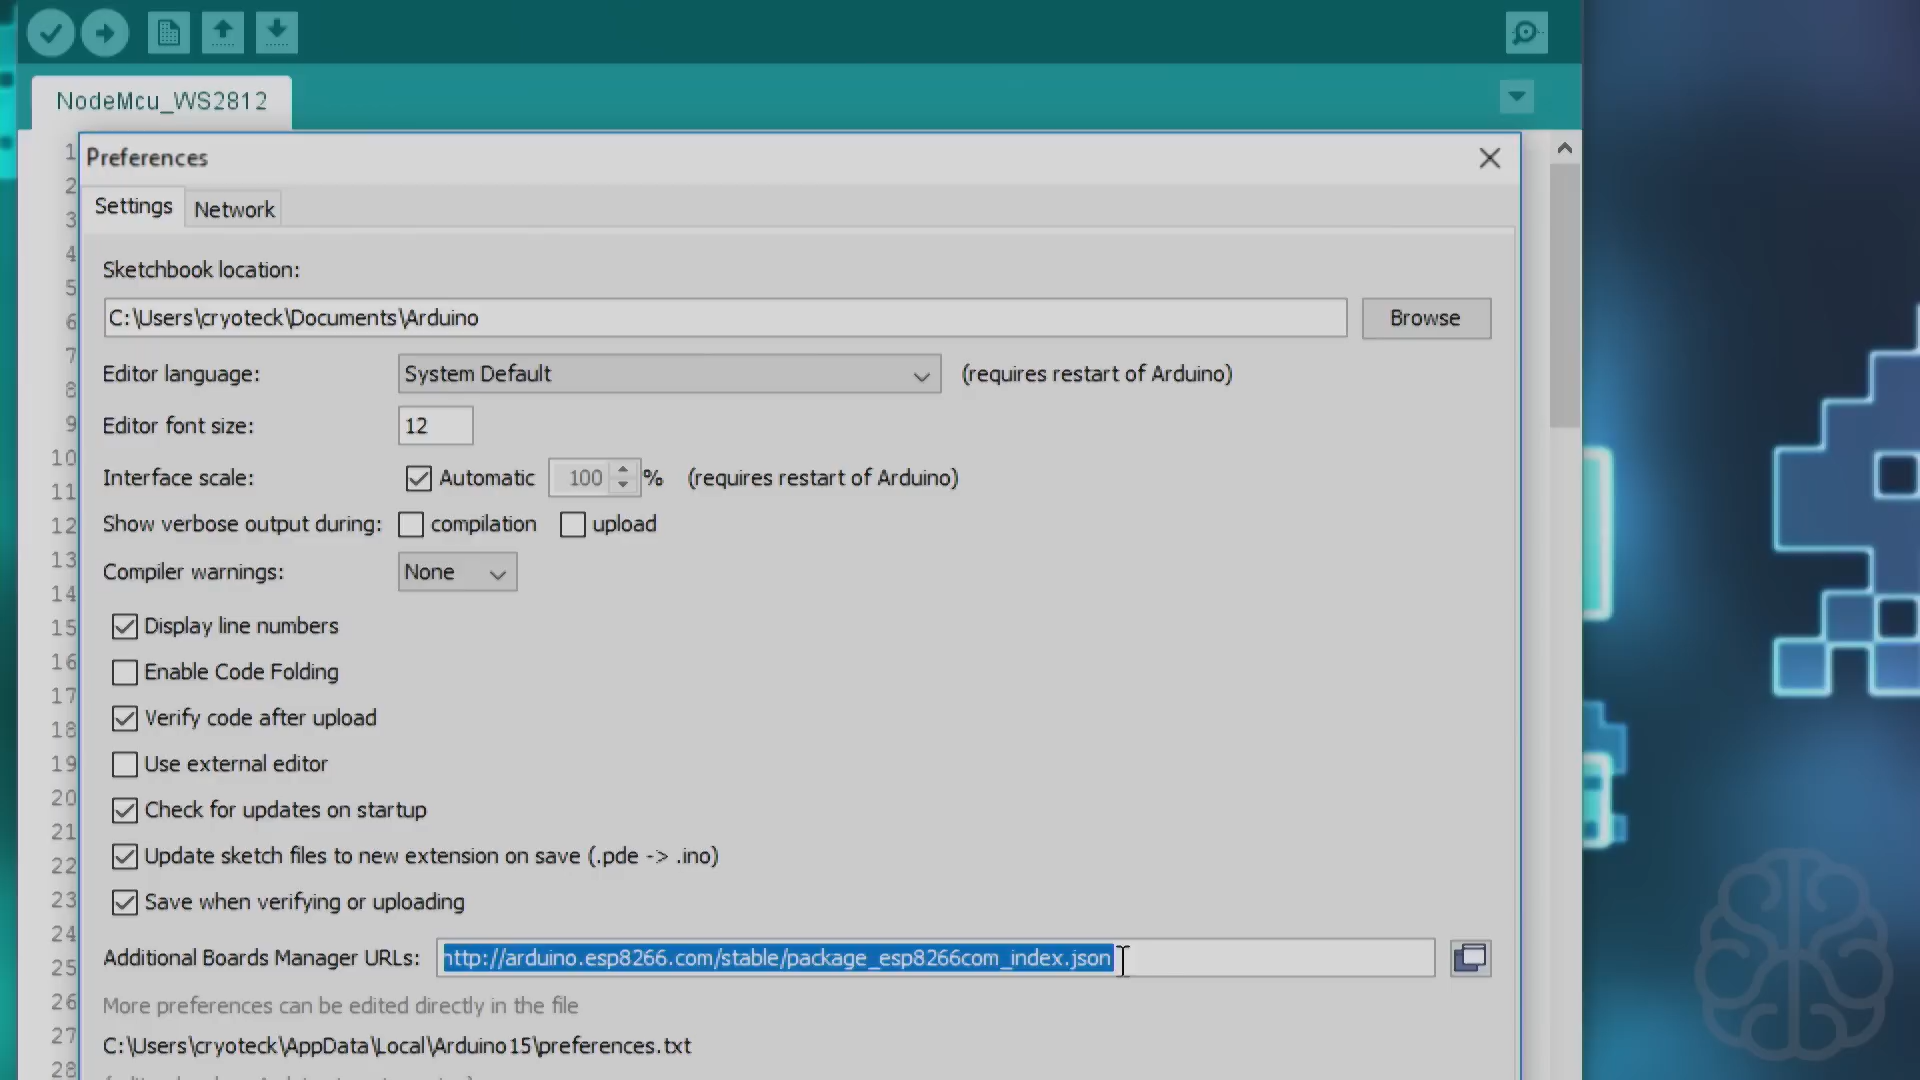 NodeMcu_WS2812
Preferences
Settings
Network
Sketchbook location:
C:\Users\cryoteck\Documents\Arduino
Browse
Editor language:
System Default
(requires restart of Arduino)
Editor font size:
12
Interface scale:
Automatic
100
%
(requires restart of Arduino)
Show verbose output during:
compilation
upload
Compiler warnings:
None
Display line numbers
Enable Code Folding
Verify code after upload
Use external editor
Check for updates on startup
Update sketch files to new extension on save (.pde -> .ino)
Save when verifying or uploading
Additional Boards Manager URLs:
http://arduino.esp8266.com/stable/package_esp8266com_index.json
More preferences can be edited directly in the file
C:\Users\cryoteck\AppData\Local\Arduino15\preferences.txt
1
2
3
4
5
6
7
8
9
10
11
12
13
14
15
16
17
18
19
20
21
22
23
24
25
26
27
28